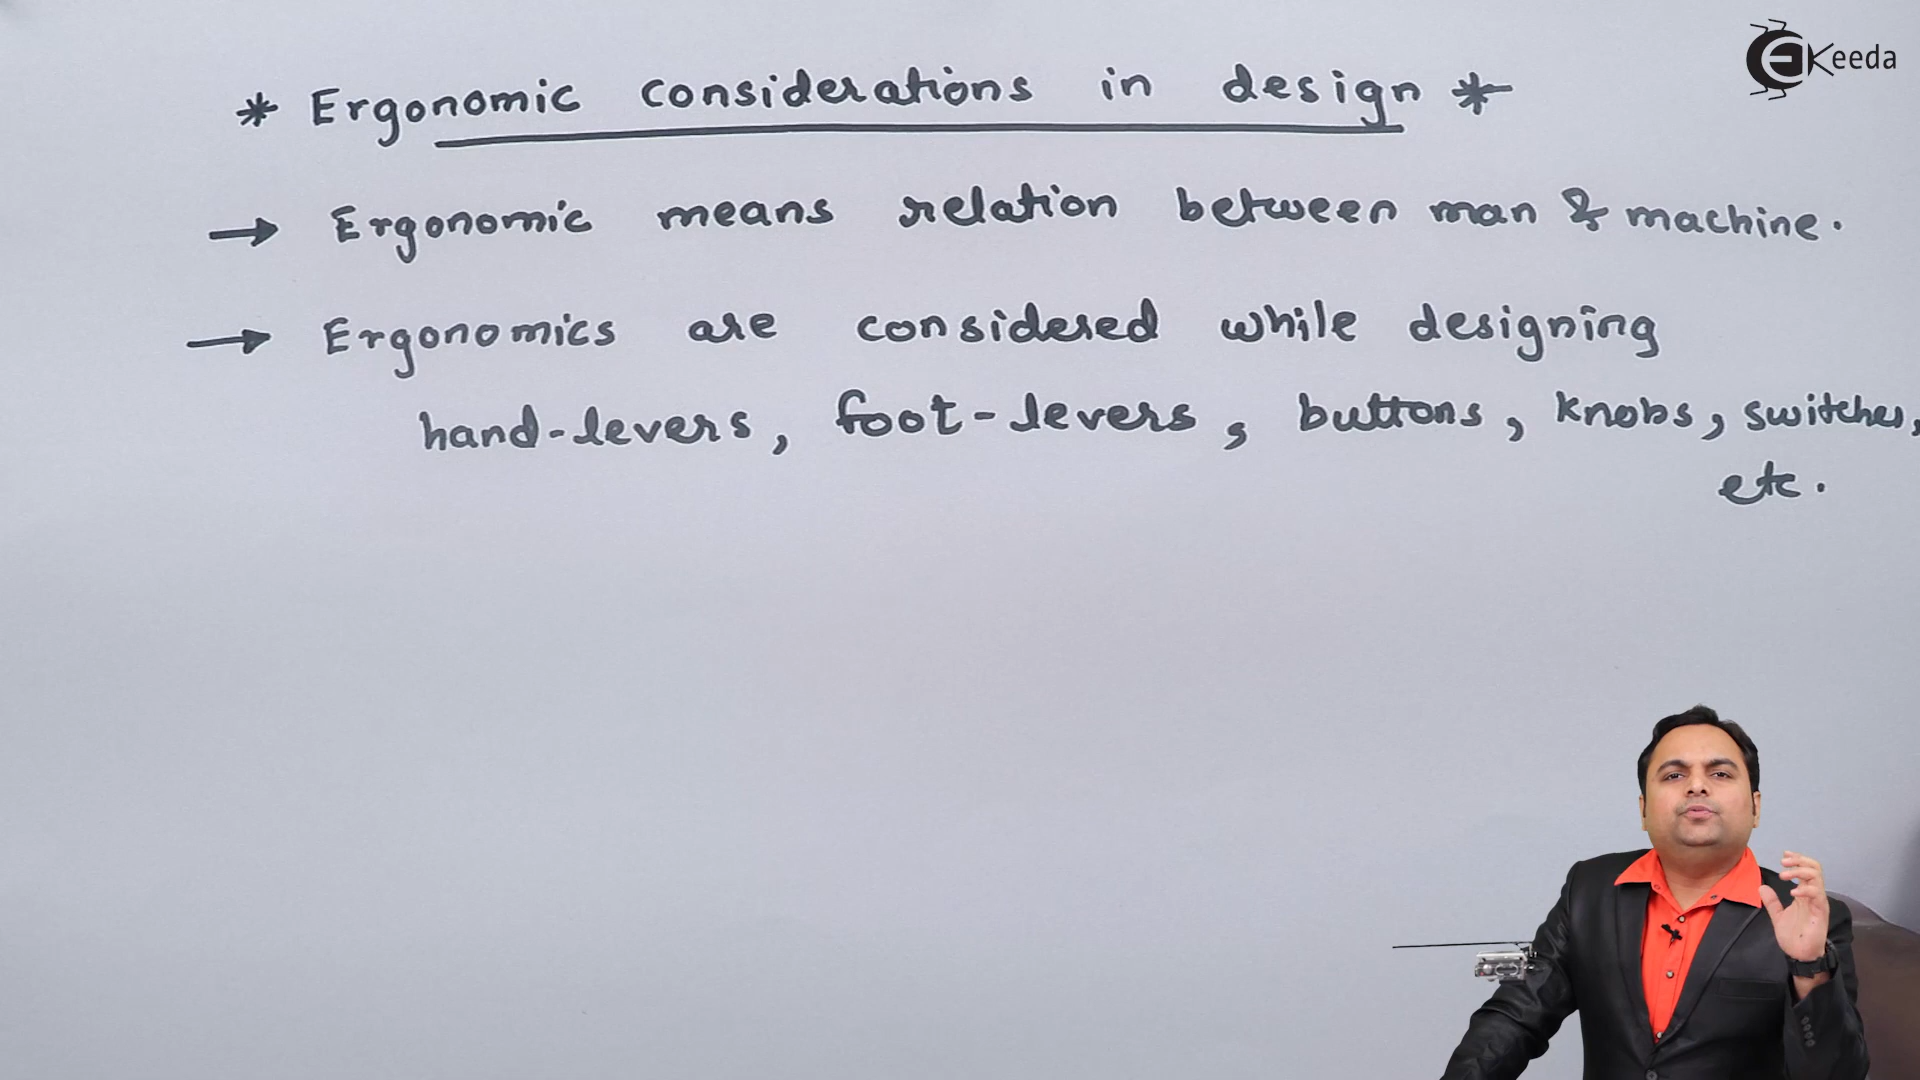 EKeeda
* Ergonomic considerations in design *
→ Ergonomic means relation between man & machine.
→ Ergonomics are considered while designing
hand-levers, foot-levers, buttons, knobs, switches,
etc.